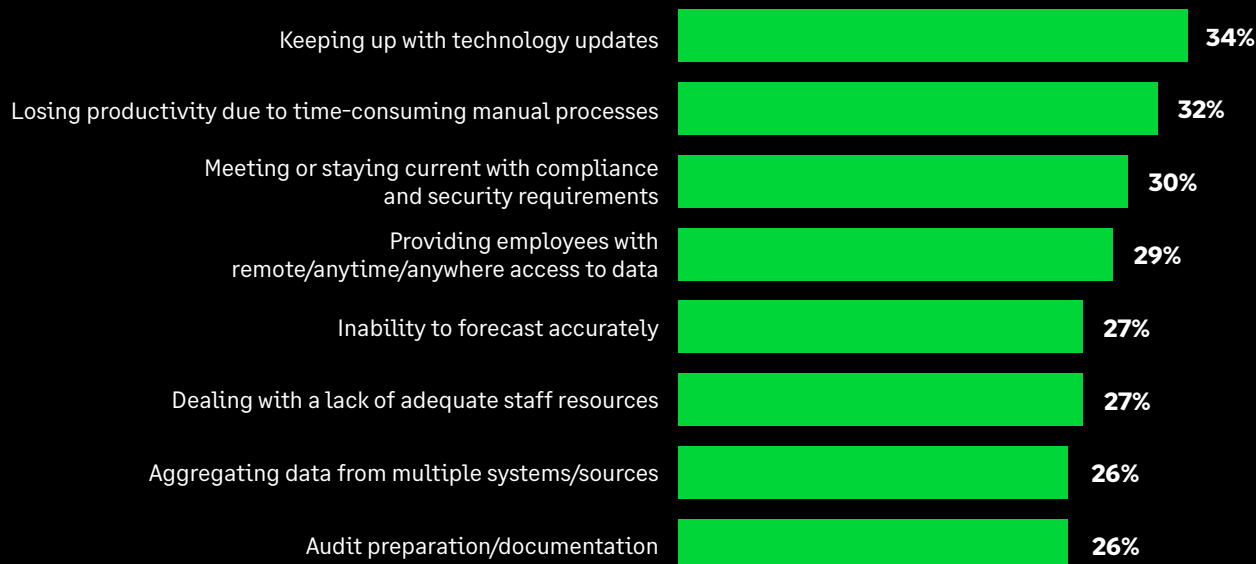 Keeping up with technology updates 34%
Losing productivity due to time-consuming manual processes 32%
Meeting or staying current with compliance
and security requirements 30%
Providing employees with
remote/anytime/anywhere access to data 29%
Inability to forecast accurately 27%
Dealing with a lack of adequate staff resources 27%
Aggregating data from multiple systems/sources 26%
Audit preparation/documentation 26%